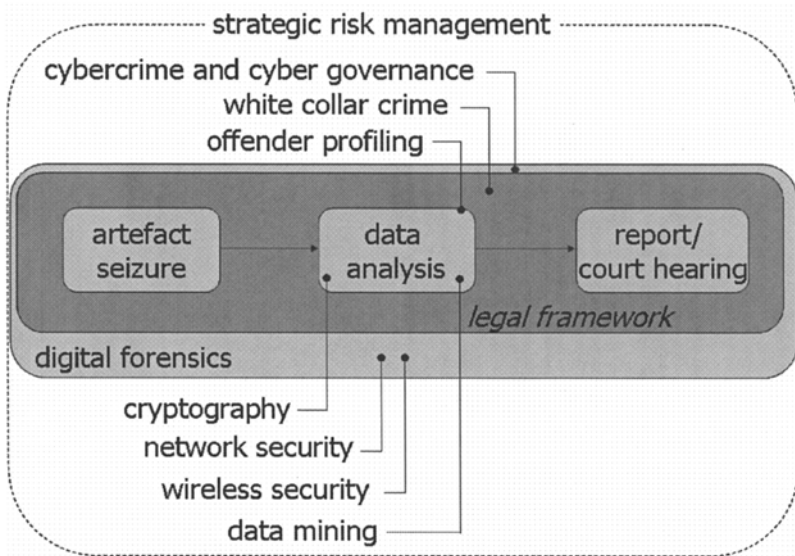 strategic risk management
cybercrime and cyber governance
white collar crime
offender profiling
artefact
seizure
data
analysis
report/
court hearing
legal framework
digital forensics
cryptography
network security
wireless security
data mining